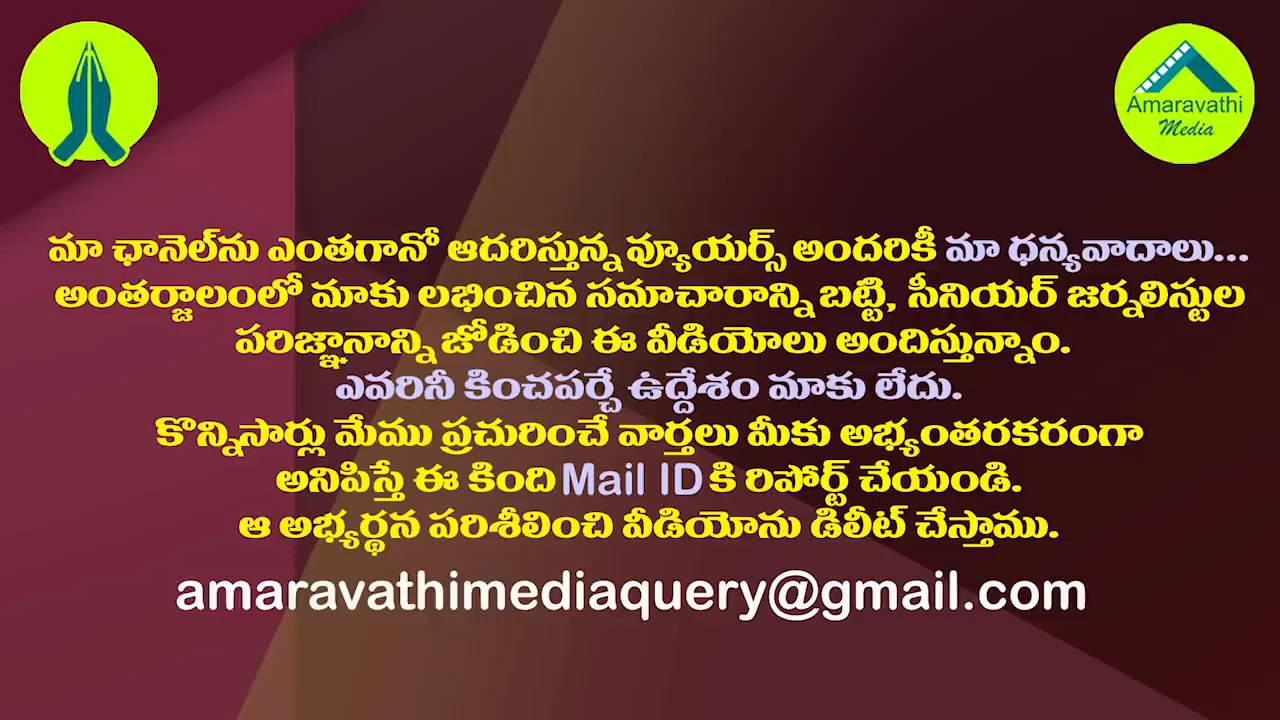 Amaravathi
Media
మా ఛానెల్‌ను ఎంతగానో ఆదరిస్తున్న వ్యూయర్స్ అందరికీ మా ధన్యవాదాలు...
అంతర్జాలంలో మాకు లభించిన సమాచారాన్ని బట్టి, సీనియర్ జర్నలిస్టుల
పరిజ్ఞానాన్ని జోడించి ఈ వీడియోలు అందిస్తున్నాం.
ఎవరినీ కించపర్చే ఉద్దేశం మాకు లేదు.
కొన్నిసార్లు మేము ప్రచురించే వార్తలు మీకు అభ్యంతరకరంగా
అనిపిస్తే ఈ కింది Mail ID కి రిపోర్ట్ చేయండి.
ఆ అభ్యర్థన పరిశీలించి వీడియోను డిలీట్ చేస్తాము.
amaravathimediaquery@gmail.com